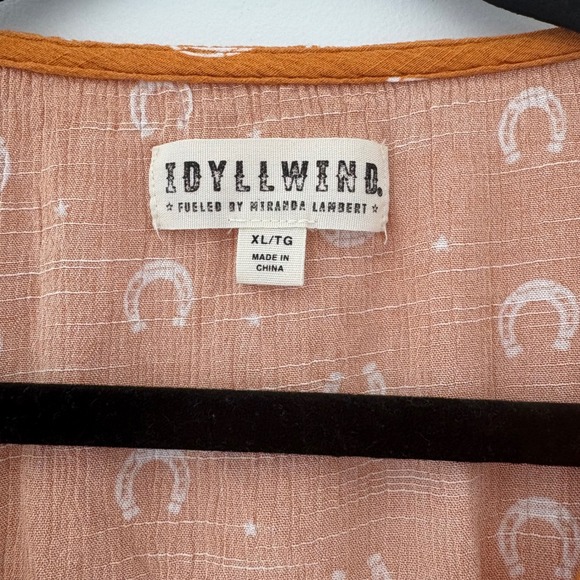 IDYLLWIND.
☆ FUELED BY MIRANDA LAMBERT ☆
XL/TG
MADE IN
CHINA